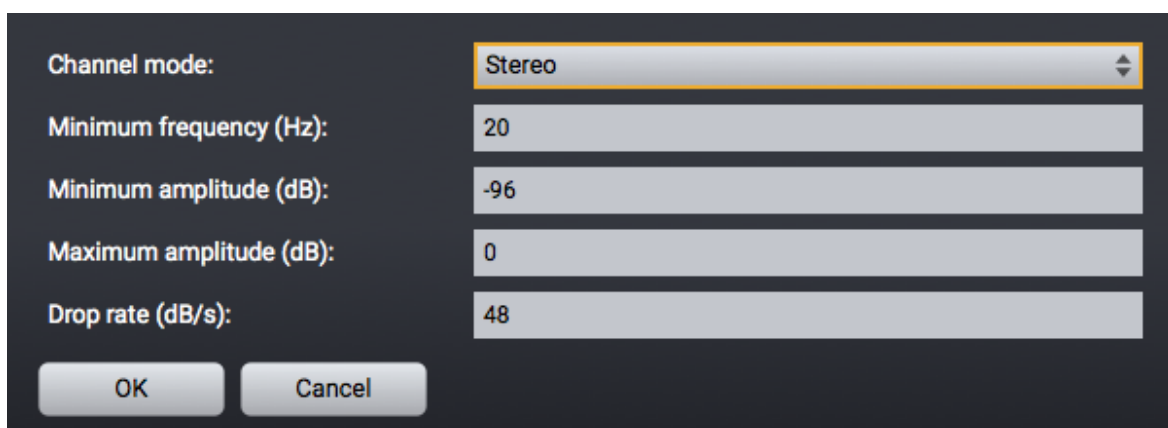 Channel mode: Stereo
Minimum frequency (Hz): 20
Minimum amplitude (dB): -96
Maximum amplitude (dB): 0
Drop rate (dB/s): 48
OK Cancel